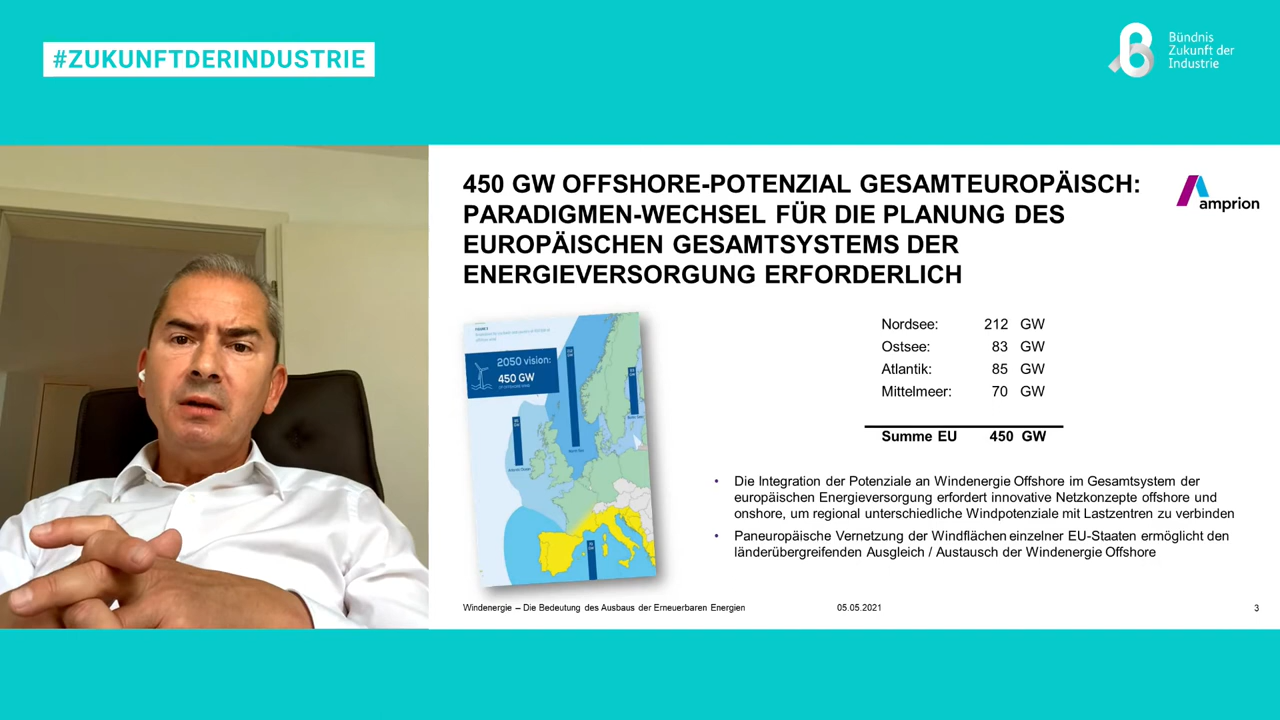 #ZUKUNFTDERINDUSTRIE
Bündnis
Zukunft der
Industrie
450 GW OFFSHORE-POTENZIAL GESAMTEUROPÄISCH:
PARADIGMEN-WECHSEL FÜR DIE PLANUNG DES
EUROPÄISCHEN GESAMTSYSTEMS DER
ENERGIEVERSORGUNG ERFORDERLICH
amprion
2050 vision:
450 GW
Nordsee: 212 GW
Ostsee: 83 GW
Atlantik: 85 GW
Mittelmeer: 70 GW
Summe EU 450 GW
• Die Integration der Potenziale an Windenergie Offshore im Gesamtsystem der
europäischen Energieversorgung erfordert innovative Netzkonzepte offshore und
onshore, um regional unterschiedliche Windpotenziale mit Lastzentren zu verbinden
• Paneuropäische Vernetzung der Windflächen einzelner EU-Staaten ermöglicht den
länderübergreifenden Ausgleich / Austausch der Windenergie Offshore
Windenergie – Die Bedeutung des Ausbaus der Erneuerbaren Energien
05.05.2021
3